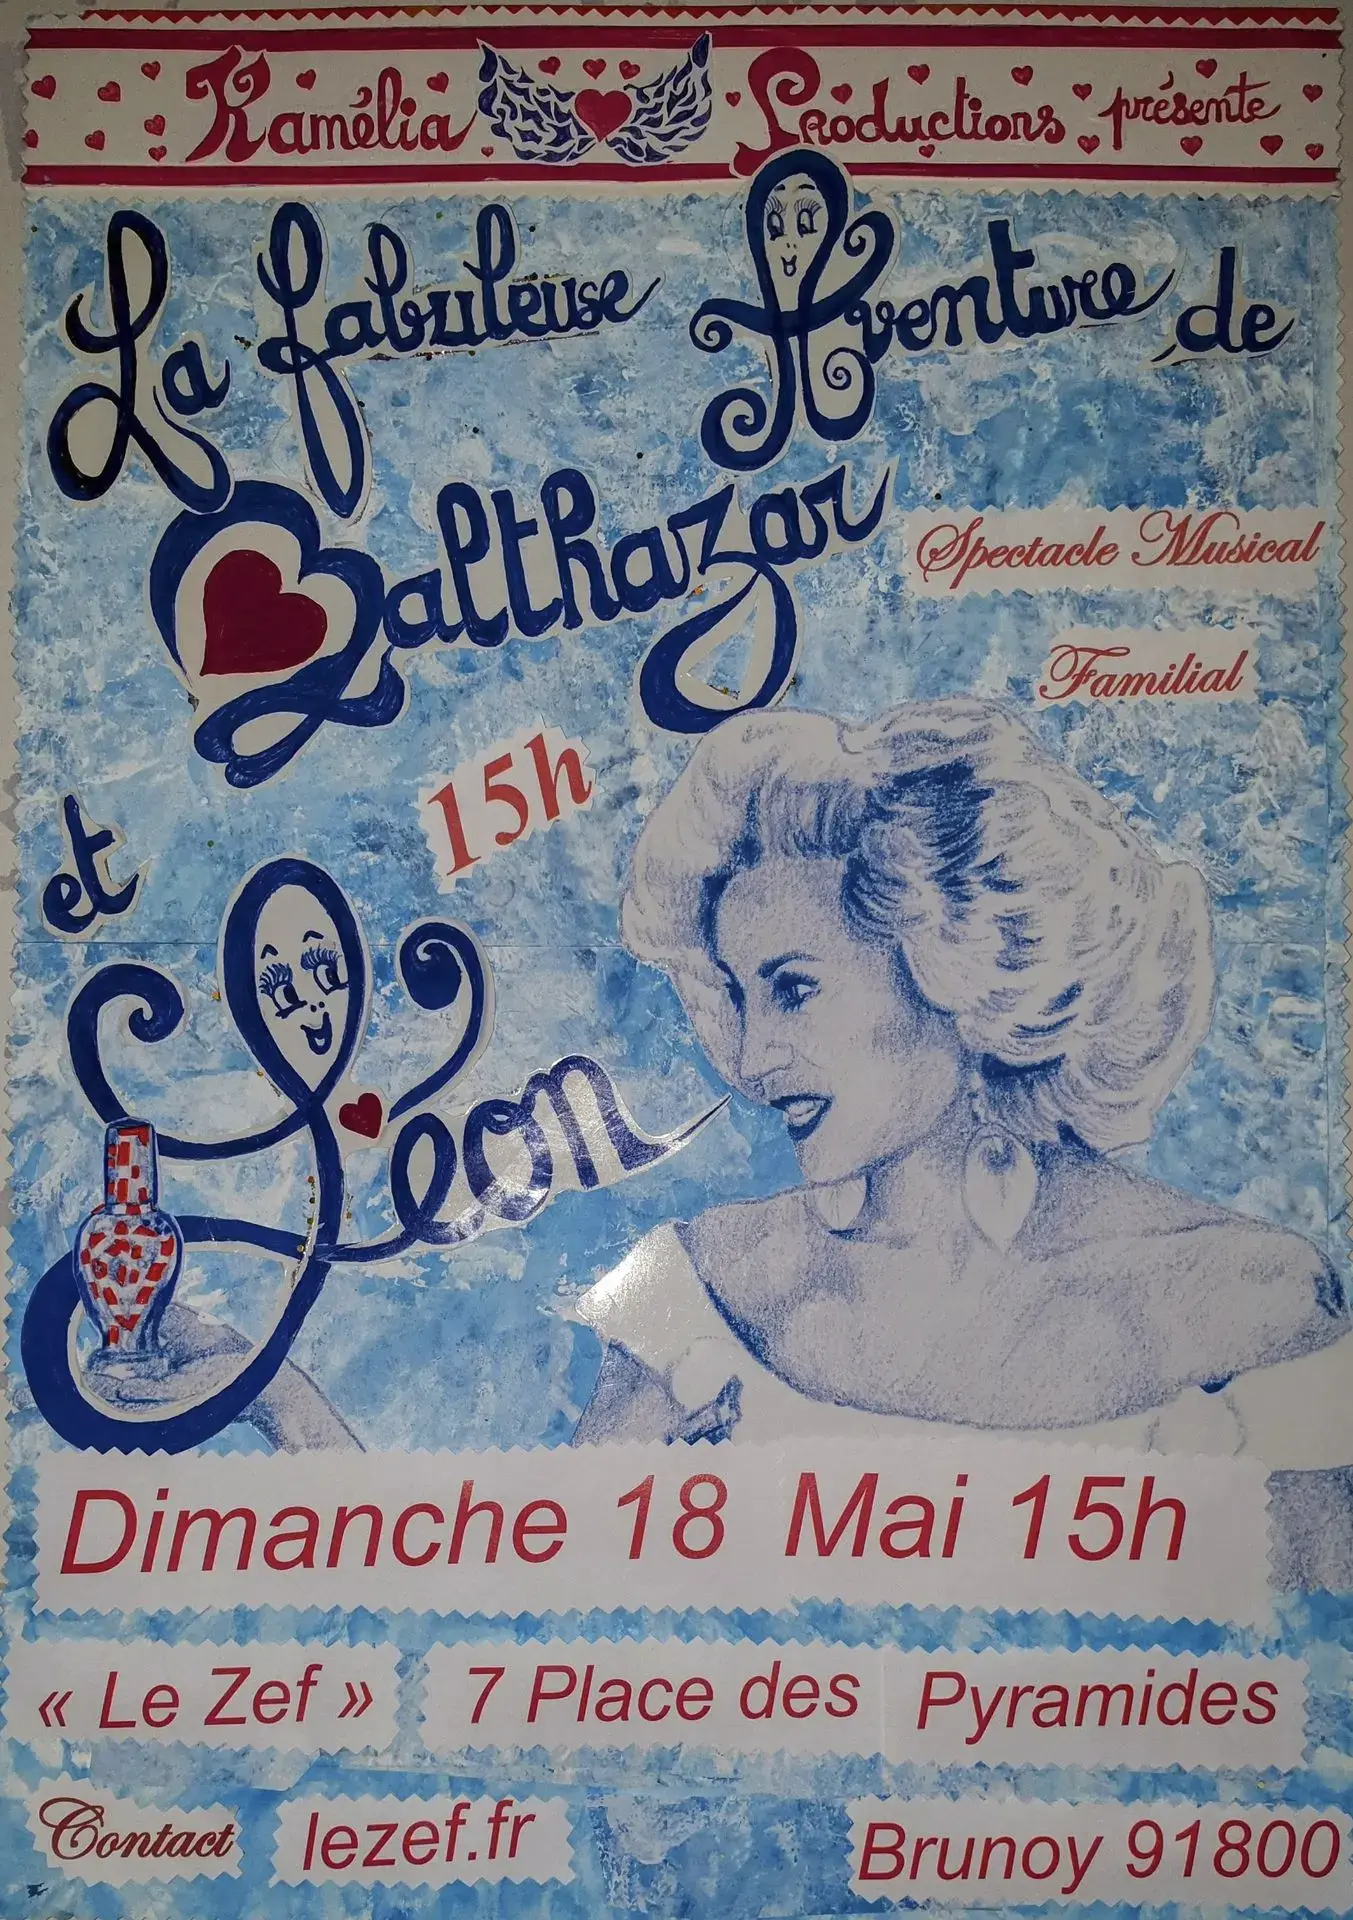 Kamélia Productions présente
La fabuleuse Aventure de
Balthazar
Spectacle Musical
Familial
15h
et
Léon
Dimanche 18 Mai 15h
« Le Zef » 7 Place des Pyramides
Contact lezef.fr Brunoy 91800